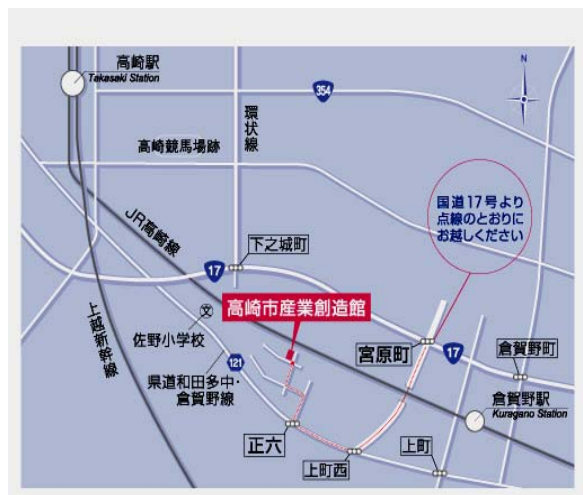 高崎駅
Takasaki Station
N
354
環状線
高崎競馬場跡
国道17号より
点線のとおりに
お越しください
JR高崎線
下之城町
17
上越新幹線
文
高崎市産業創造館
佐野小学校
宮原町
17
倉賀野町
121
県道和田多中・
倉賀野線
倉賀野駅
Kuragano Station
正六
上町西
上町